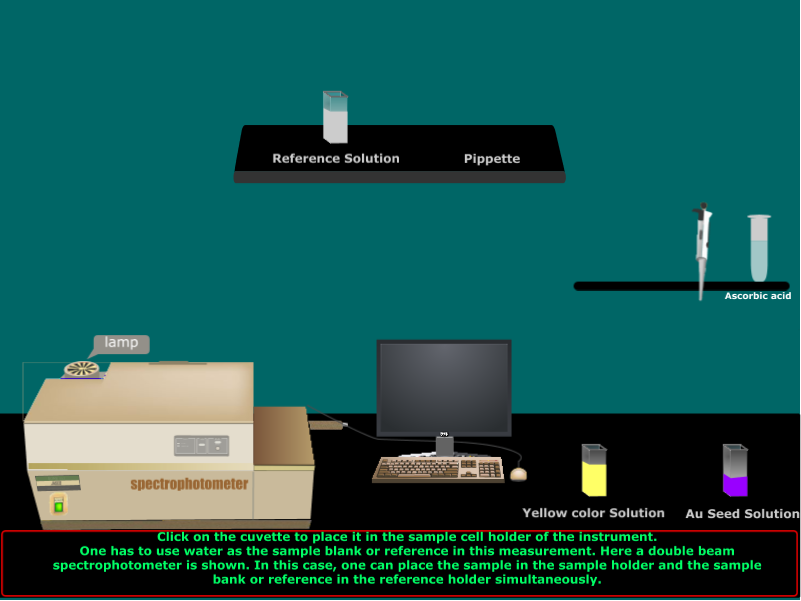 Reference Solution
Pippette
Ascorbic acid
lamp
spectrophotometer
Yellow color Solution
Au Seed Solution
Click on the cuvette to place it in the sample cell holder of the instrument.
One has to use water as the sample blank or reference in this measurement. Here a double beam
spectrophotometer is shown. In this case, one can place the sample in the sample holder and the sample
bank or reference in the reference holder simultaneously.